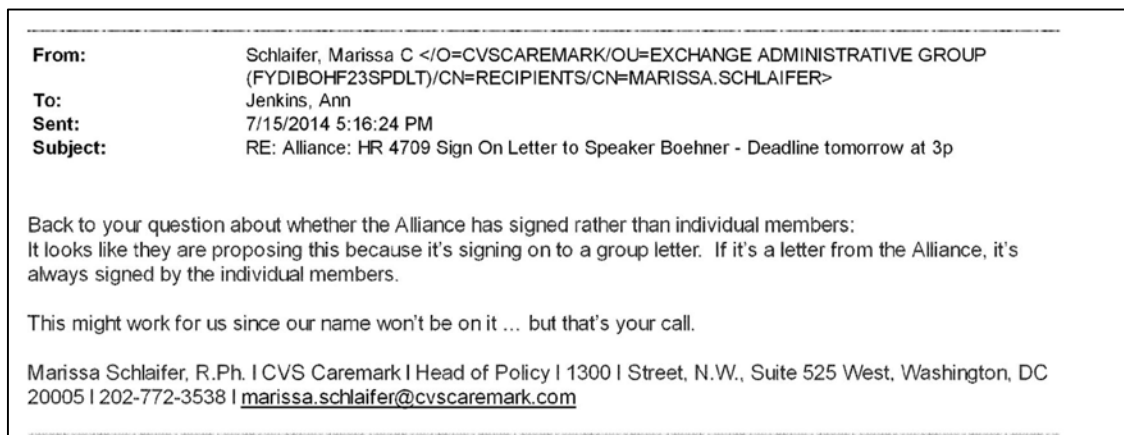 From: Schlaifer, Marissa C </O=CVSCAREMARK/OU=EXCHANGE ADMINISTRATIVE GROUP
(FYDIBOHF23SPDLT)/CN=RECIPIENTS/CN=MARISSA.SCHLAIFER>
To: Jenkins, Ann
Sent: 7/15/2014 5:16:24 PM
Subject: RE: Alliance: HR 4709 Sign On Letter to Speaker Boehner - Deadline tomorrow at 3p
Back to your question about whether the Alliance has signed rather than individual members:
It looks like they are proposing this because it's signing on to a group letter. If it's a letter from the Alliance, it's
always signed by the individual members.
This might work for us since our name won't be on it ... but that's your call.
Marissa Schlaifer, R.Ph. I CVS Caremark I Head of Policy I 1300 I Street, N.W., Suite 525 West, Washington, DC
20005 I 202-772-3538 I marissa.schlaifer@cvscaremark.com